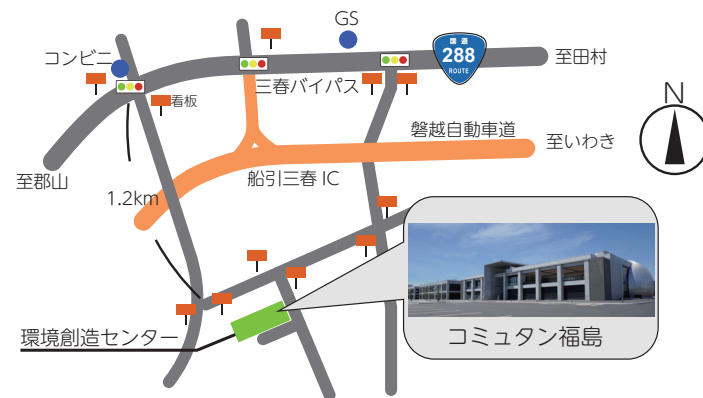 GS
コンビニ
国道
288
ROUTE
至田村
看板
三春バイパス
N
磐越自動車道
至いわき
至郡山
船引三春 IC
1.2km
環境創造センター
コミュタン福島